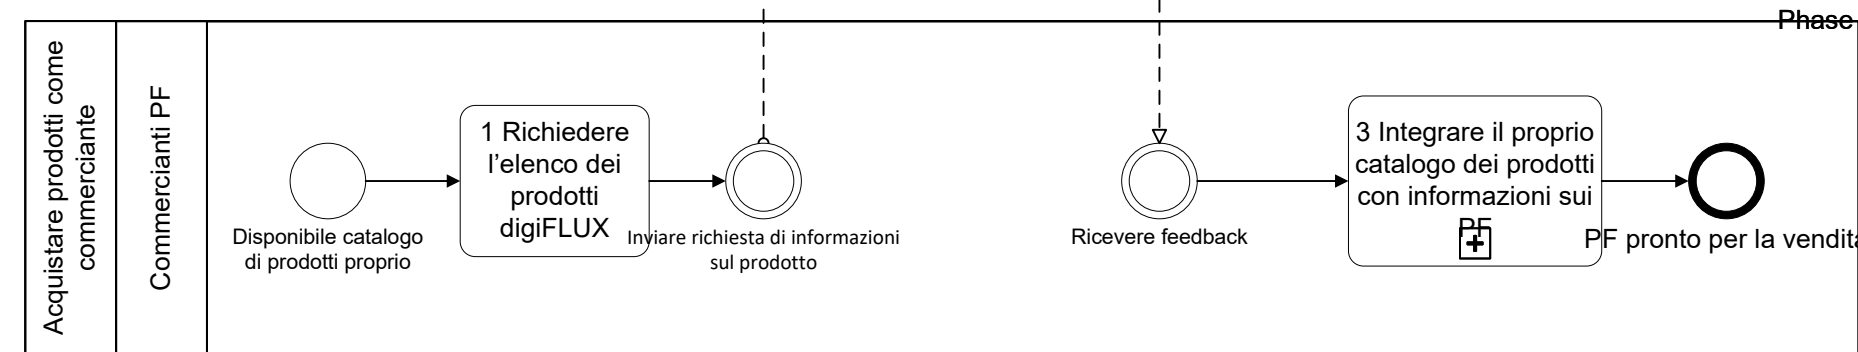 Phase
Acquistare prodotti come
commerciante
Commercianti PF
Disponibile catalogo
di prodotti proprio
1 Richiedere
l’elenco dei
prodotti
digiFLUX
Inviare richiesta di informazioni
sul prodotto
Ricevere feedback
3 Integrare il proprio
catalogo dei prodotti
con informazioni sui
PF
PF pronto per la vendita